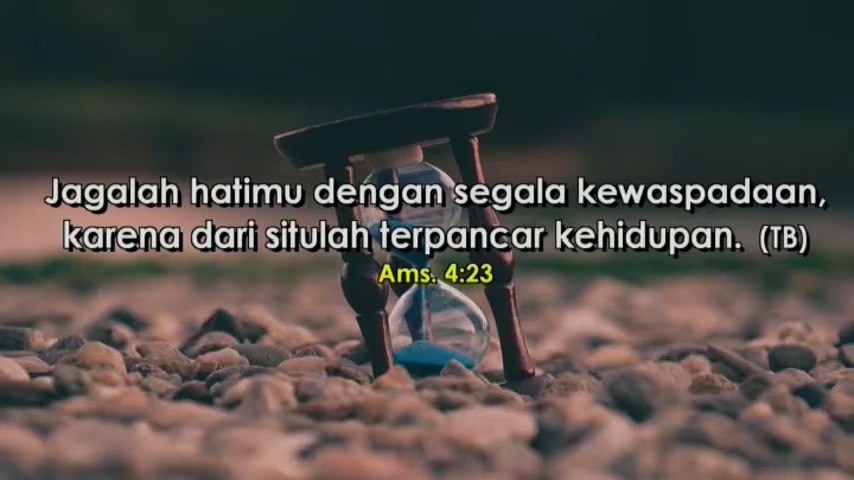 Jagalah hatimu dengan segala kewaspadaan,
karena dari situlah terpancar kehidupan. (TB)
Ams. 4:23